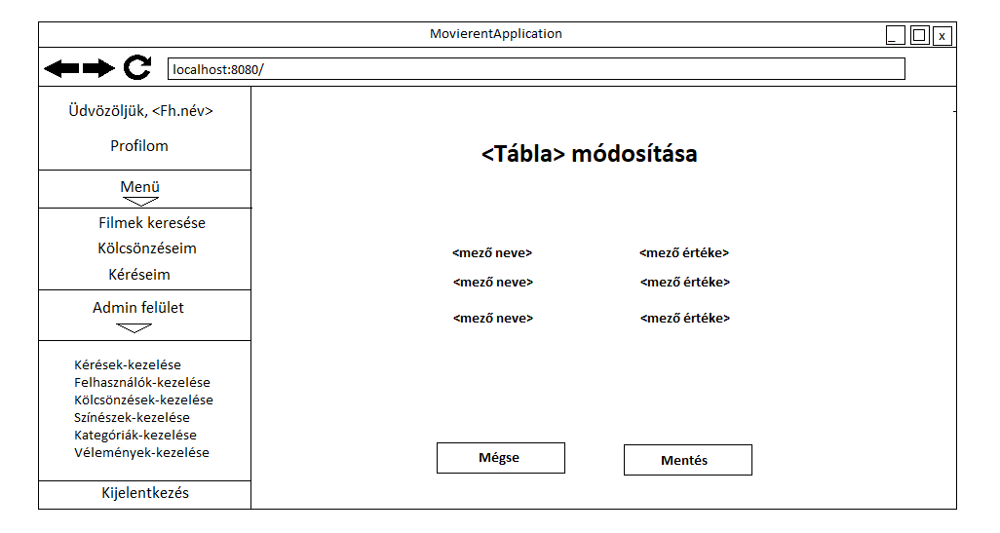 MovierentApplication
_ x
localhost:8080/
Üdvözöljük, <Fh.név>
Profilom
Menü
Filmek keresése
Kölcsönzéseim
Kéréseim
Admin felület
Kérések-kezelése
Felhasználók-kezelése
Kölcsönzések-kezelése
Színészek-kezelése
Kategóriák-kezelése
Vélemények-kezelése
Kijelentkezés
<Tábla> módosítása
<mező neve> <mező értéke>
<mező neve> <mező értéke>
<mező neve> <mező értéke>
Mégse Mentés